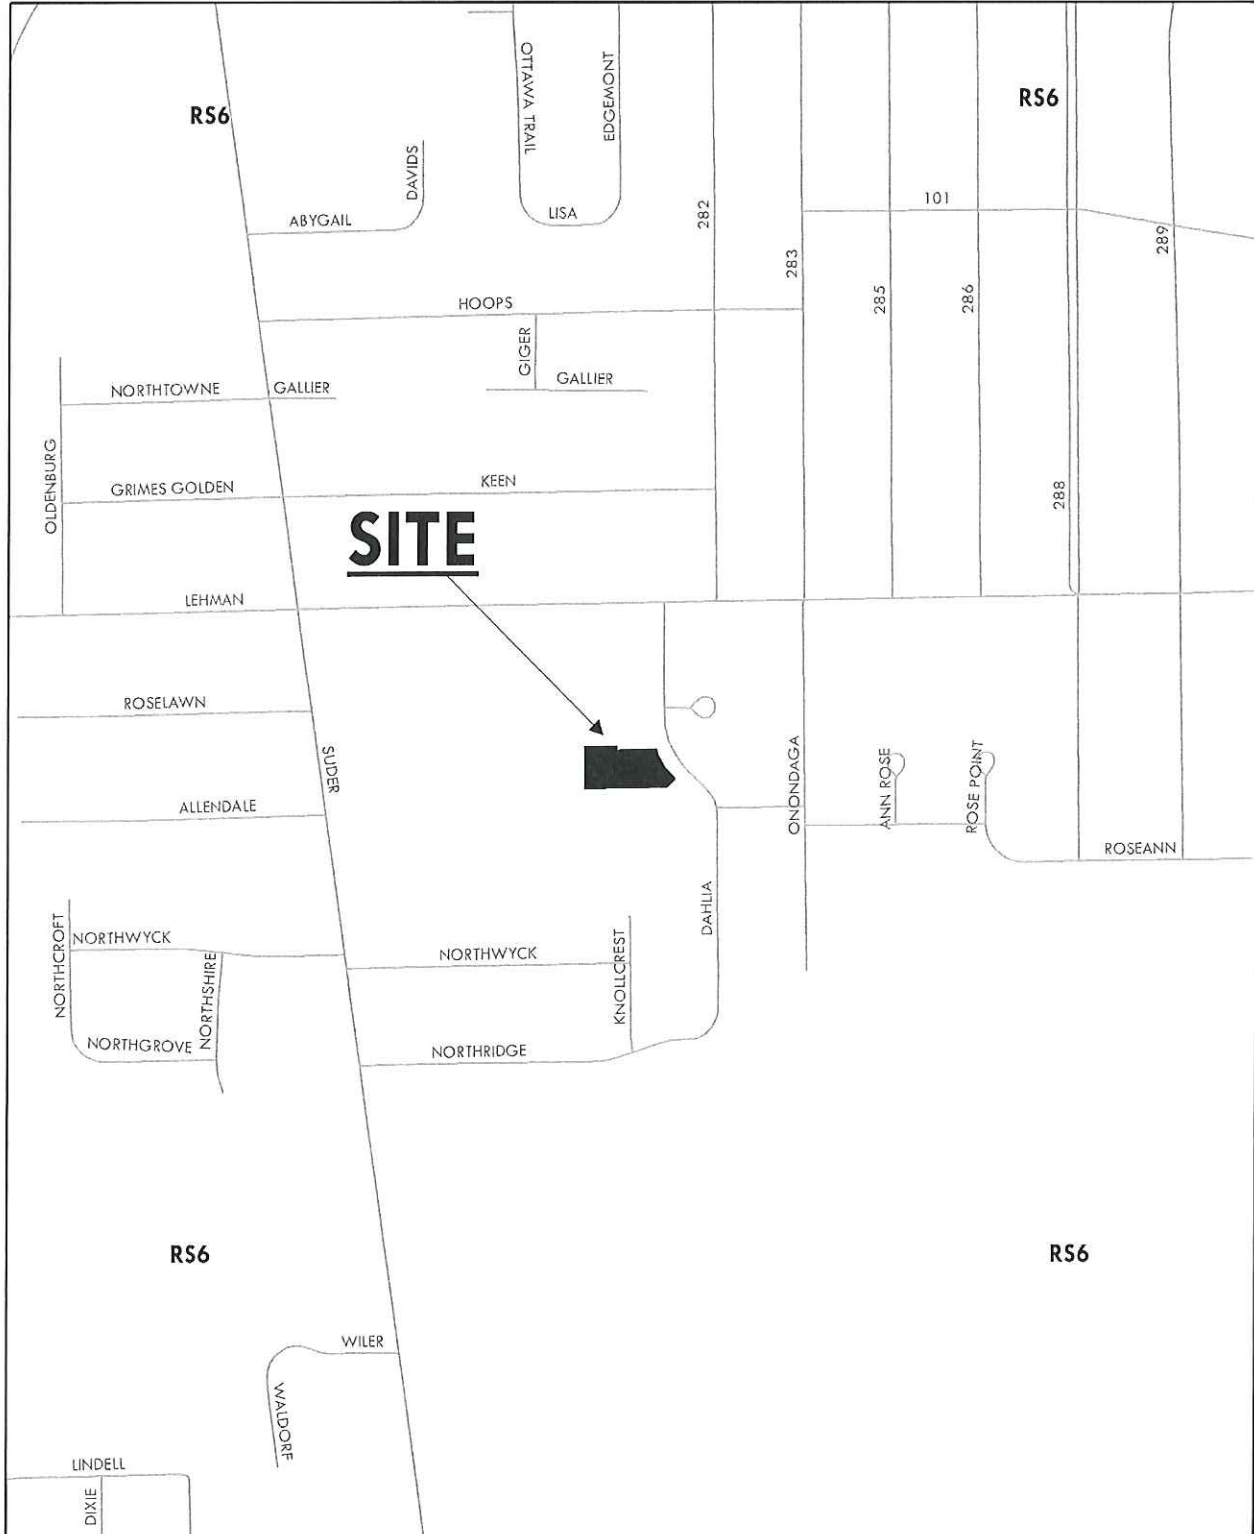 OTTAWA TRAIL
EDGEMONT
RS6
RS6
DAVIDS
ABYGAIL
LISA
282
101
283
289
HOOPS
285
286
GIGER
NORTHTOWNE
GALLIER
GALLIER
OLDENBURG
GRIMES GOLDEN
KEEN
288
SITE
LEHMAN
ROSELAWN
SUDER
ONONDAGA
ANN ROSE
ROSE POINT
ALLENDALE
ROSEANN
DAHLIA
NORTHCROFT
NORTHWYCK
NORTHSHIRE
NORTHWYCK
KNOLLCREST
NORTHGROVE
NORTHRIDGE
RS6
RS6
WILER
WALDORF
LINDELL
DIXIE